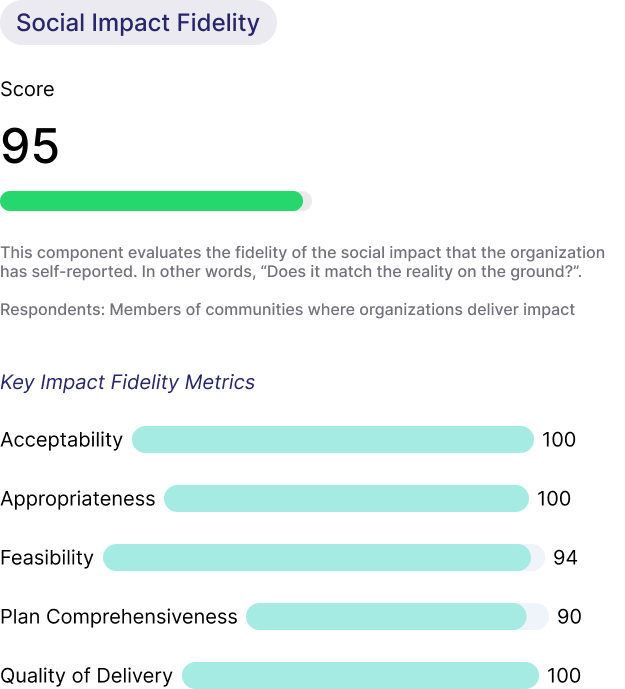 Social Impact Fidelity
Score
95
This component evaluates the fidelity of the social impact that the organization
has self-reported. In other words, “Does it match the reality on the ground?”.
Respondents: Members of communities where organizations deliver impact
Key Impact Fidelity Metrics
Acceptability 100
Appropriateness 100
Feasibility 94
Plan Comprehensiveness 90
Quality of Delivery 100